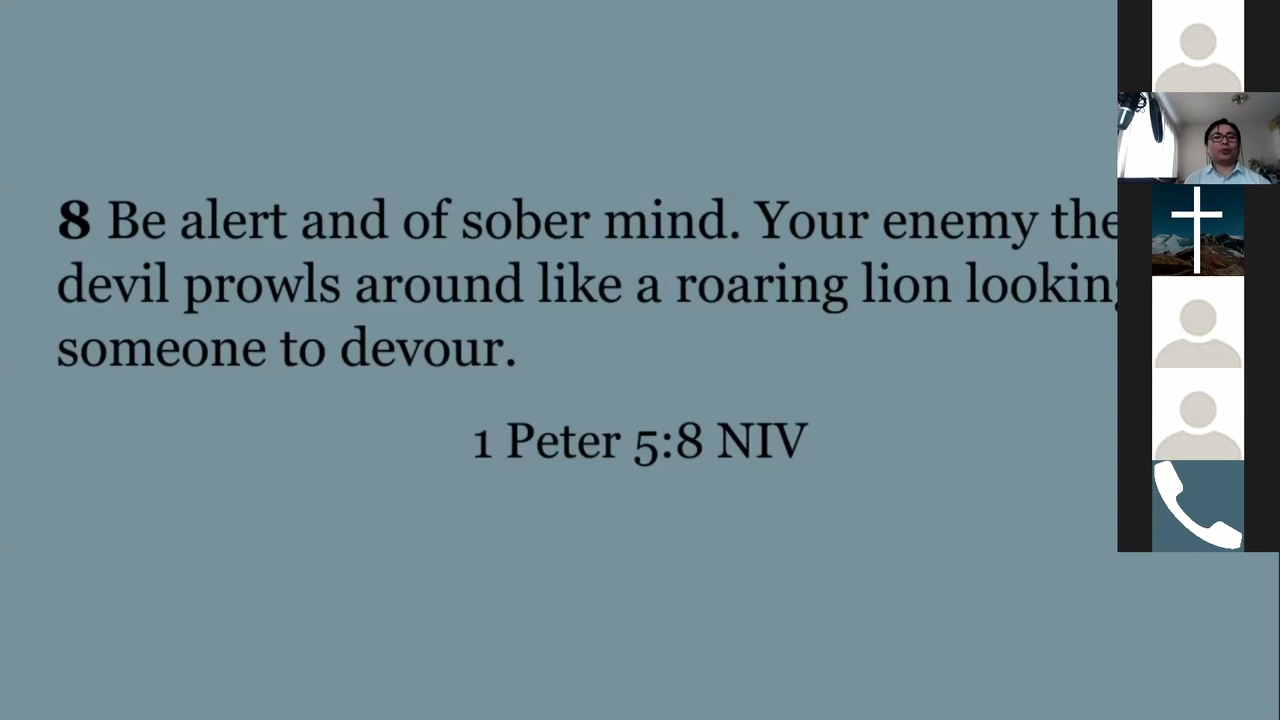 8 Be alert and of sober mind. Your enemy the
devil prowls around like a roaring lion looking
someone to devour.
1 Peter 5:8 NIV